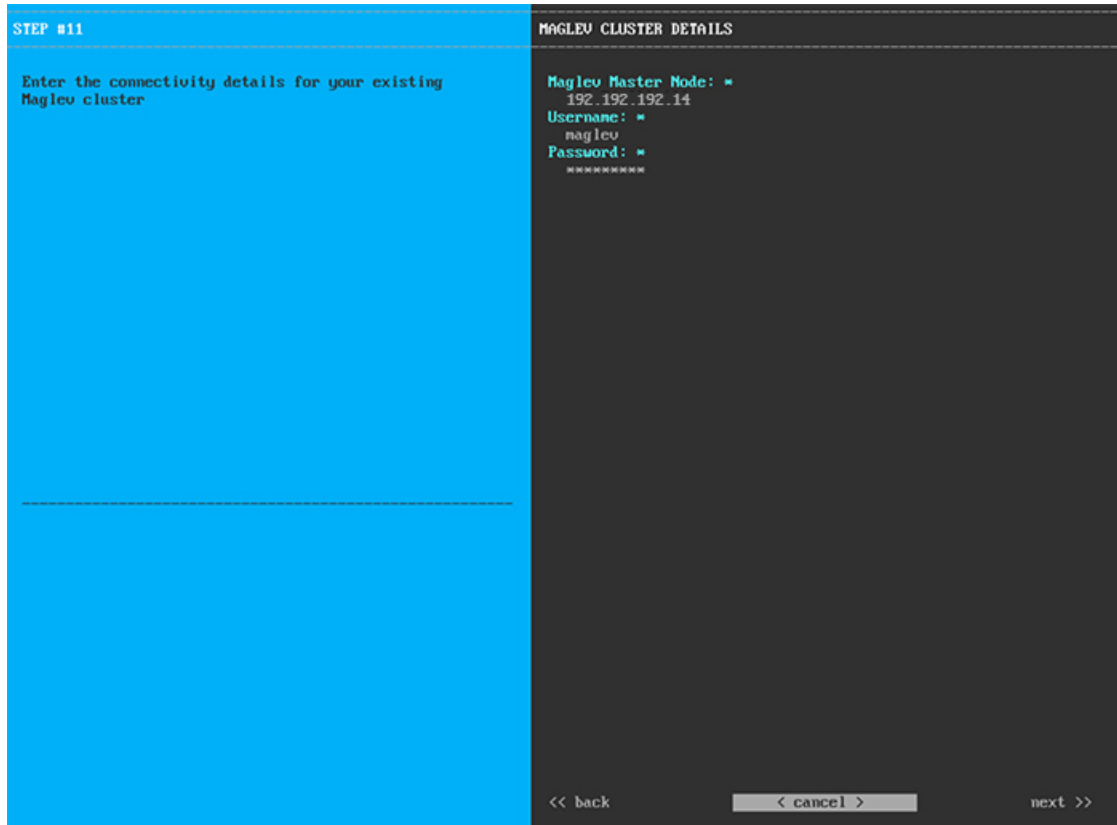 STEP #11
Enter the connectivity details for your existing
Maglev cluster
MAGLEV CLUSTER DETAILS
Maglev Master Node: *
192.192.192.14
Username: *
maglev
Password: *
*********
<< back
< cancel >
next >>